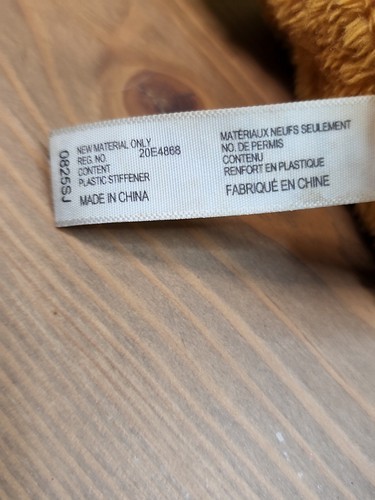 0825SJ
NEW MATERIAL ONLY
REG. NO. 20E4868
CONTENT
PLASTIC STIFFENER
MADE IN CHINA
MATÉRIAUX NEUFS SEULEMENT
NO. DE PERMIS
CONTENU
RENFORT EN PLASTIQUE
FABRIQUÉ EN CHINE